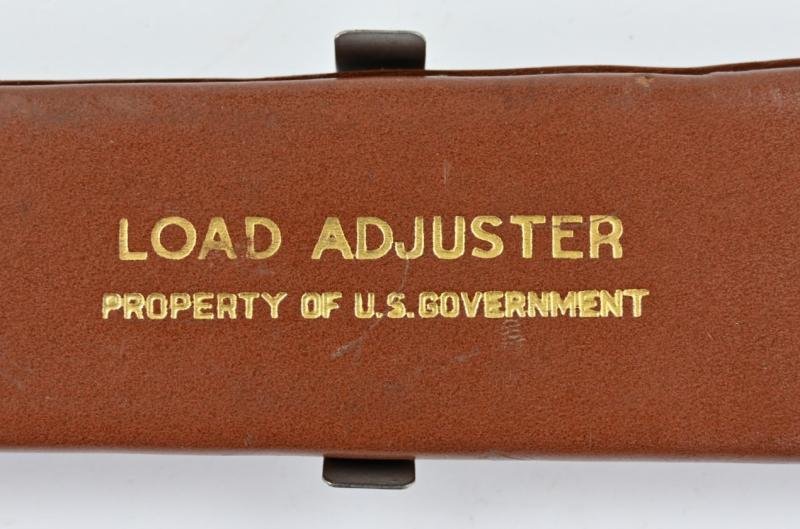 LOAD ADJUSTER
PROPERTY OF U.S.GOVERNMENT